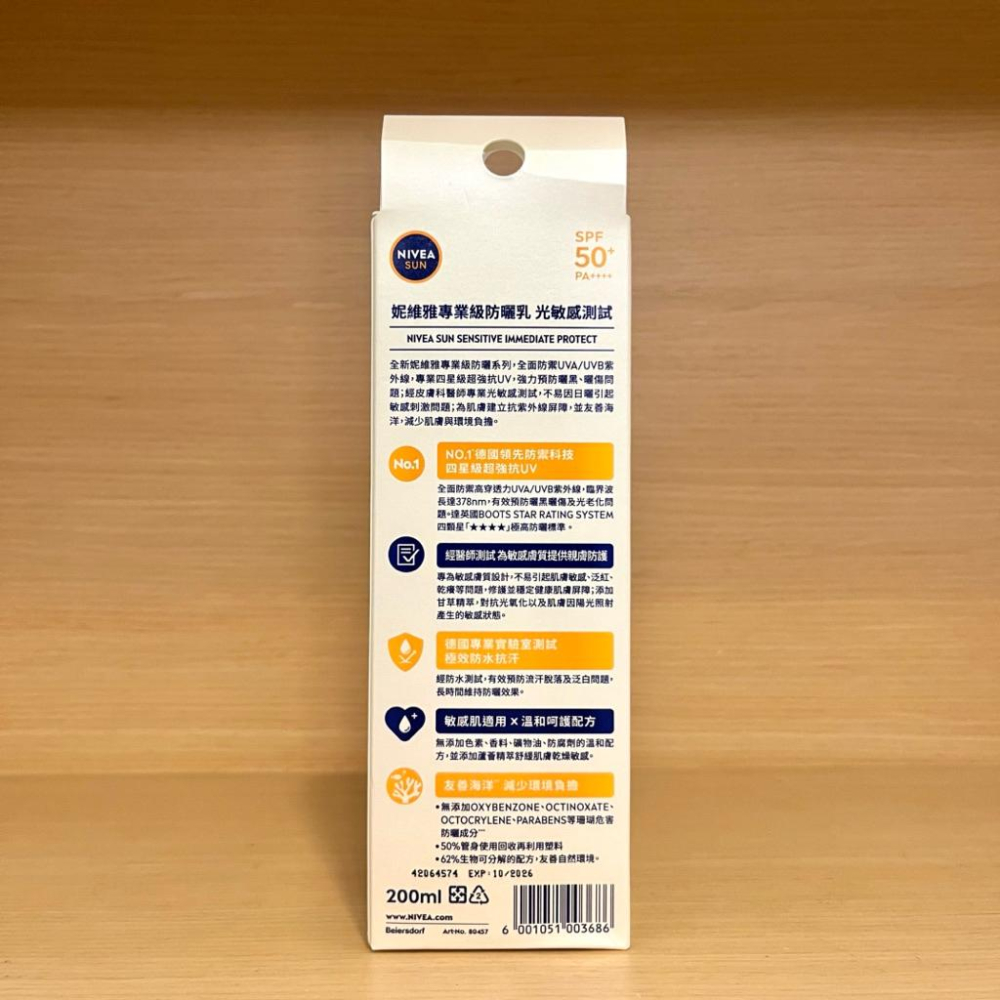 NIVEA
SUN
SPF
50+
PA++++
妮維雅專業級防曬乳 光敏感測試
NIVEA SUN SENSITIVE IMMEDIATE PROTECT
全新妮維雅專業級防曬系列，全面防禦UVA/UVB紫
外線，專業四星級超強抗UV，強力預防曬黑、曬傷問
題；經皮膚科醫師專業光敏感測試，不易因日曬引起
敏感刺激問題；為肌膚建立抗紫外線屏障，並友善海
洋，減少肌膚與環境負擔。
No.1
NO.1*德國領先防禦科技
四星級超強抗UV
全面防禦高穿透力UVA/UVB紫外線，臨界波
長達378nm，有效預防曬黑曬傷及光老化問
題。達英國BOOTS STAR RATING SYSTEM
四顆星「★★★★」極高防曬標準。
經醫師測試 為敏感膚質提供親膚防護
專為敏感膚質設計，不易引起肌膚敏感、泛紅、
乾癢等問題，修護並穩定健康肌膚屏障；添加
甘草精萃，對抗光氧化以及肌膚因陽光照射
產生的敏感狀態。
德國專業實驗室測試
極效防水抗汗
經防水測試，有效預防流汗脫落及泛白問題，
長時間維持防曬效果。
敏感肌適用 × 溫和呵護配方
無添加色素、香料、礦物油、防腐劑的溫和配
方，並添加蘆薈精萃舒緩肌膚乾燥敏感。
友善海洋** 減少環境負擔
•無添加OXYBENZONE、OCTINOXATE、
OCTOCRYLENE、PARABENS等珊瑚危害
防曬成分***
•50%管身使用回收再利用塑料
•62%生物可分解的配方，友善自然環境。
42064574 EXP:10/2026
200ml
2
www.NIVEA.com
Beiersdorf Art-No. 80457
6 001051 003686